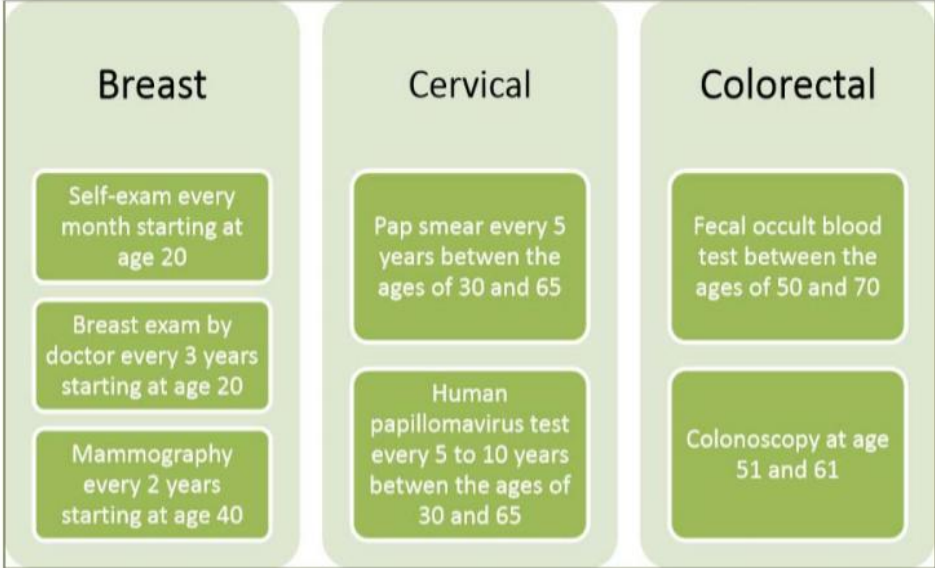 Breast
Self-exam every
month starting at
age 20
Breast exam by
doctor every 3 years
starting at age 20
Mammography
every 2 years
starting at age 40
Cervical
Pap smear every 5
years betwen the
ages of 30 and 65
Human
papillomavirus test
every 5 to 10 years
betwen the ages of
30 and 65
Colorectal
Fecal occult blood
test between the
ages of 50 and 70
Colonoscopy at age
51 and 61